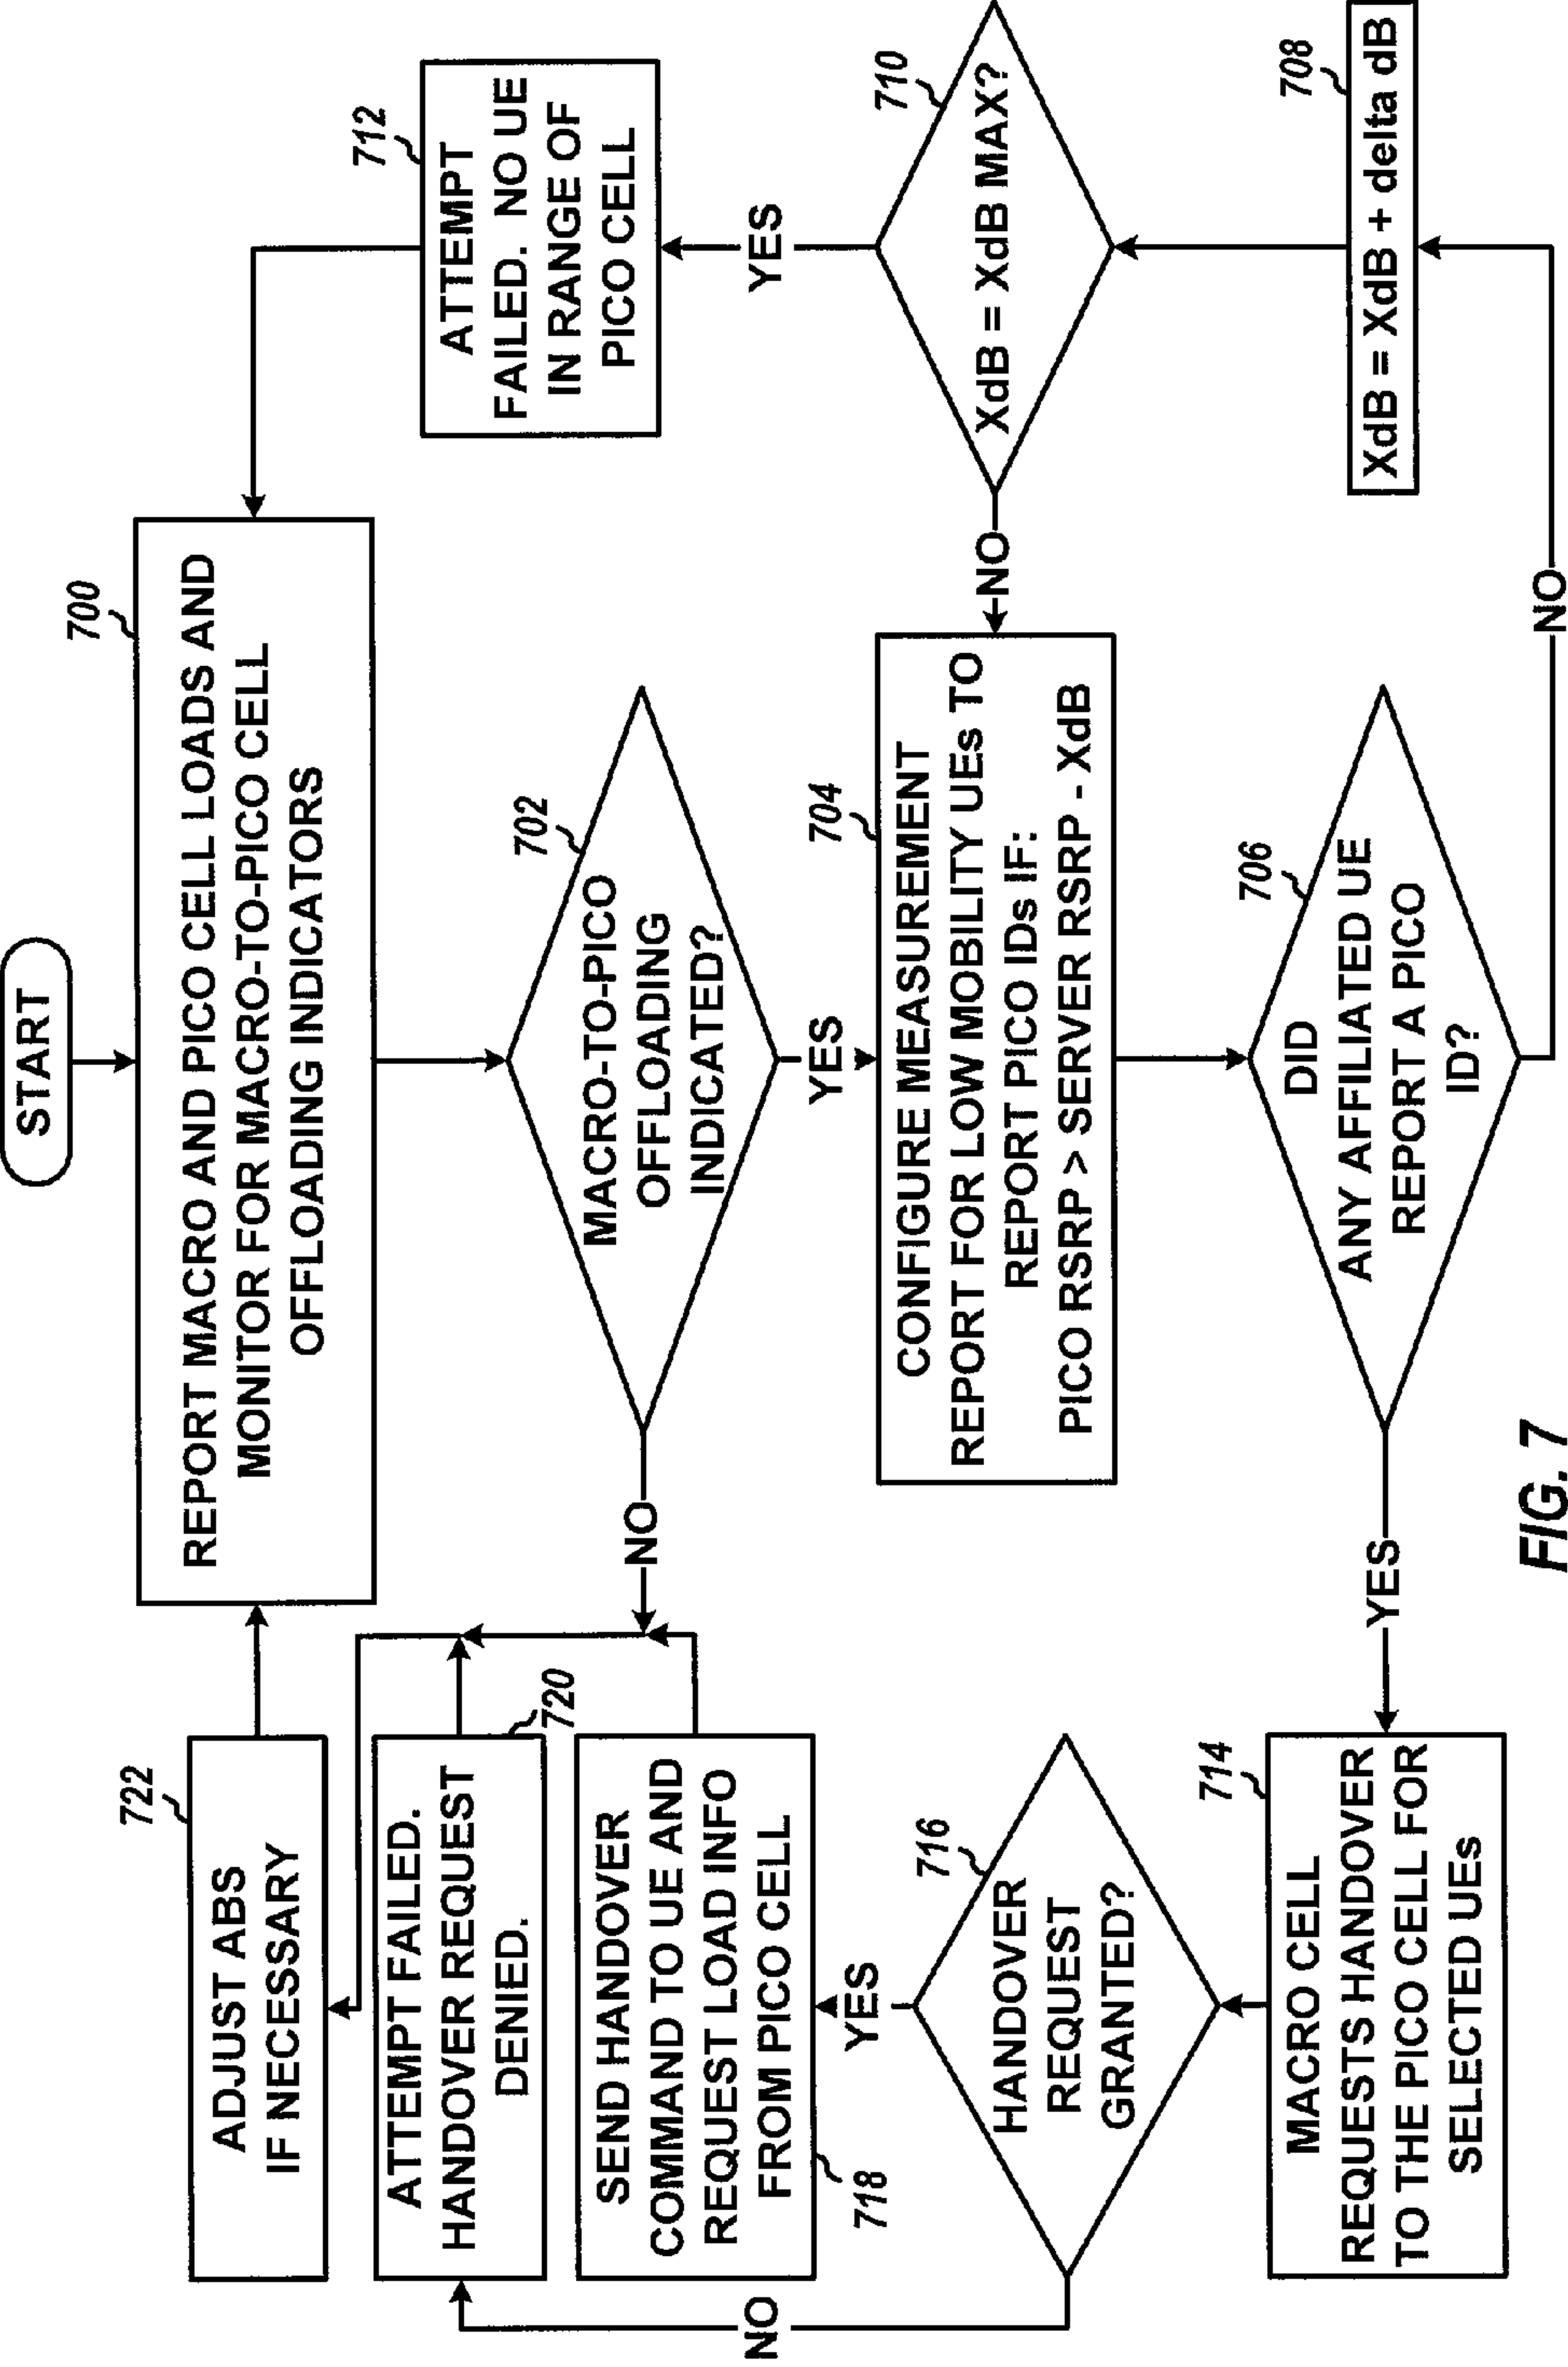 START
700
REPORT MACRO AND PICO CELL LOADS AND
MONITOR FOR MACRO-TO-PICO CELL
OFFLOADING INDICATORS
702
MACRO-TO-PICO
OFFLOADING
INDICATED?
NO
YES
704
CONFIGURE MEASUREMENT
REPORT FOR LOW MOBILITY UEs TO
REPORT PICO IDs IF:
PICO RSRP > SERVER RSRP - XdB
706
DID
ANY AFFILIATED UE
REPORT A PICO
ID?
NO
YES
708
XdB = XdB + delta dB
710
XdB = XdB MAX?
NO
YES
712
ATTEMPT
FAILED. NO UE
IN RANGE OF
PICO CELL
714
MACRO CELL
REQUESTS HANDOVER
TO THE PICO CELL FOR
SELECTED UEs
716
HANDOVER
REQUEST
GRANTED?
YES
NO
718
SEND HANDOVER
COMMAND TO UE AND
REQUEST LOAD INFO
FROM PICO CELL
720
ATTEMPT FAILED.
HANDOVER REQUEST
DENIED.
722
ADJUST ABS
IF NECESSARY
FIG. 7